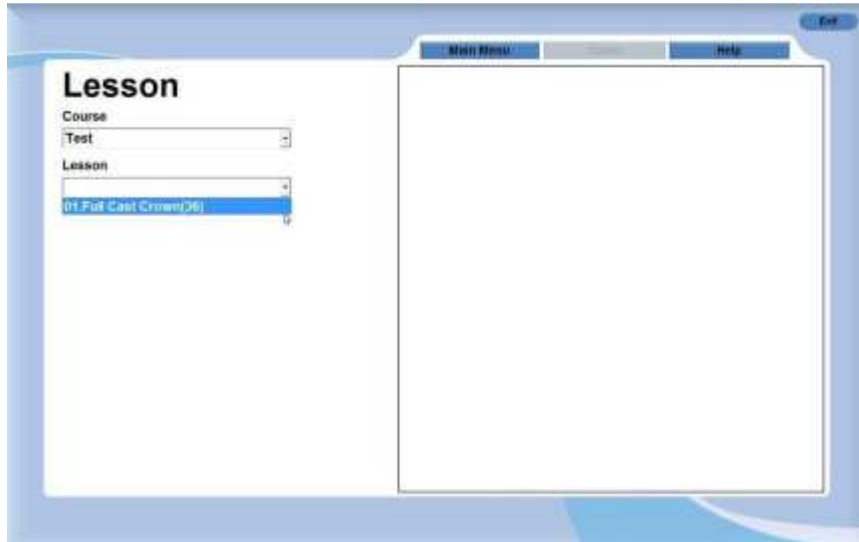 Exit
Main Menu
Help
Lesson
Course
Test
Lesson
01.Full Cast Crown(36)